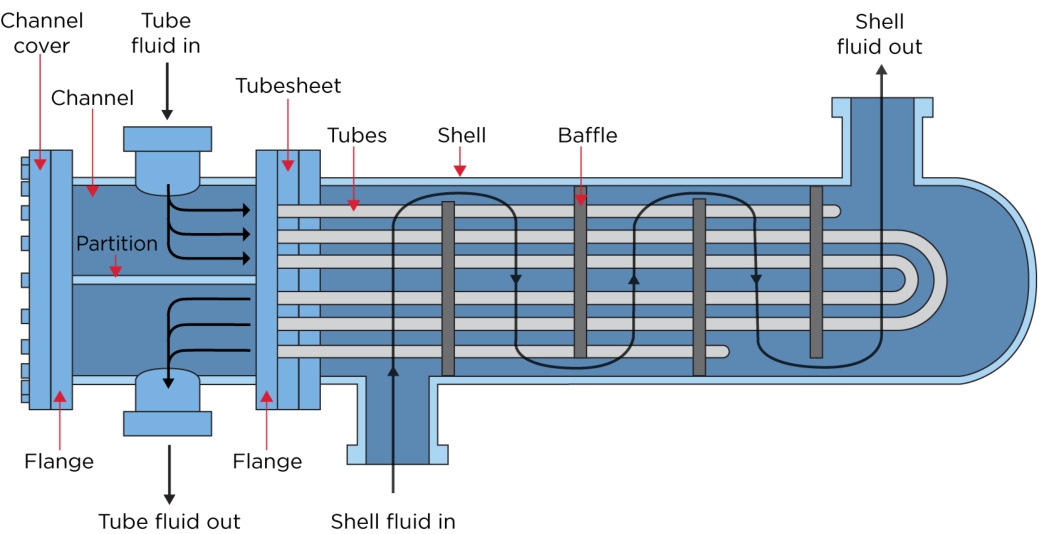 Channel
cover
Tube
fluid in
Shell
fluid out
Channel
Tubesheet
Tubes
Shell
Baffle
Partition
Flange
Flange
Tube fluid out
Shell fluid in